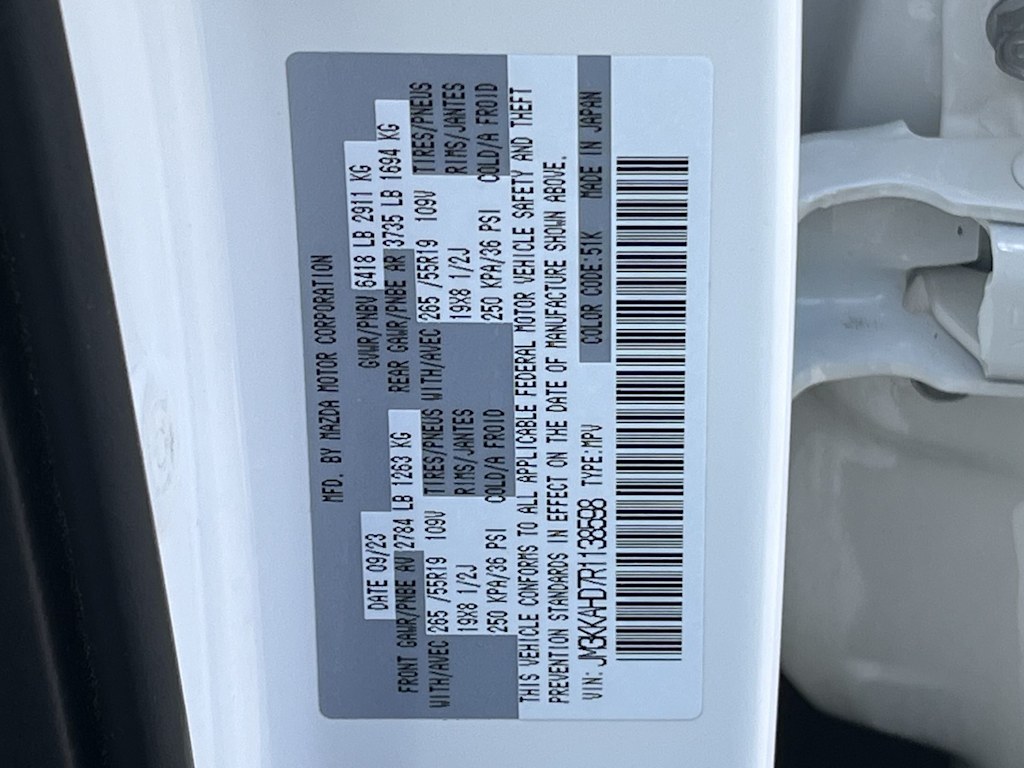 MFD. BY MAZDA MOTOR CORPORATION
DATE 09/23 GVWR/PNBV 6418 LB 2911 KG
FRONT GAWR/PNBE AV 2784 LB 1263 KG REAR GAWR/PNBE AR 3735 LB 1694 KG
WITH/AVEC 265 /55R19 109V TIRES/PNEUS WITH/AVEC 265 /55R19 109V TIRES/PNEUS
19X8 1/2J RIMS/JANTES 19X8 1/2J RIMS/JANTES
250 KPA/36 PSI COLD/A FROID 250 KPA/36 PSI COLD/A FROID
THIS VEHICLE CONFORMS TO ALL APPLICABLE FEDERAL MOTOR VEHICLE SAFETY AND THEFT
PREVENTION STANDARDS IN EFFECT ON THE DATE OF MANUFACTURE SHOWN ABOVE.
VIN: JM3KKAHD7R1138598 TYPE:MPV COLOR CODE:51K MADE IN JAPAN